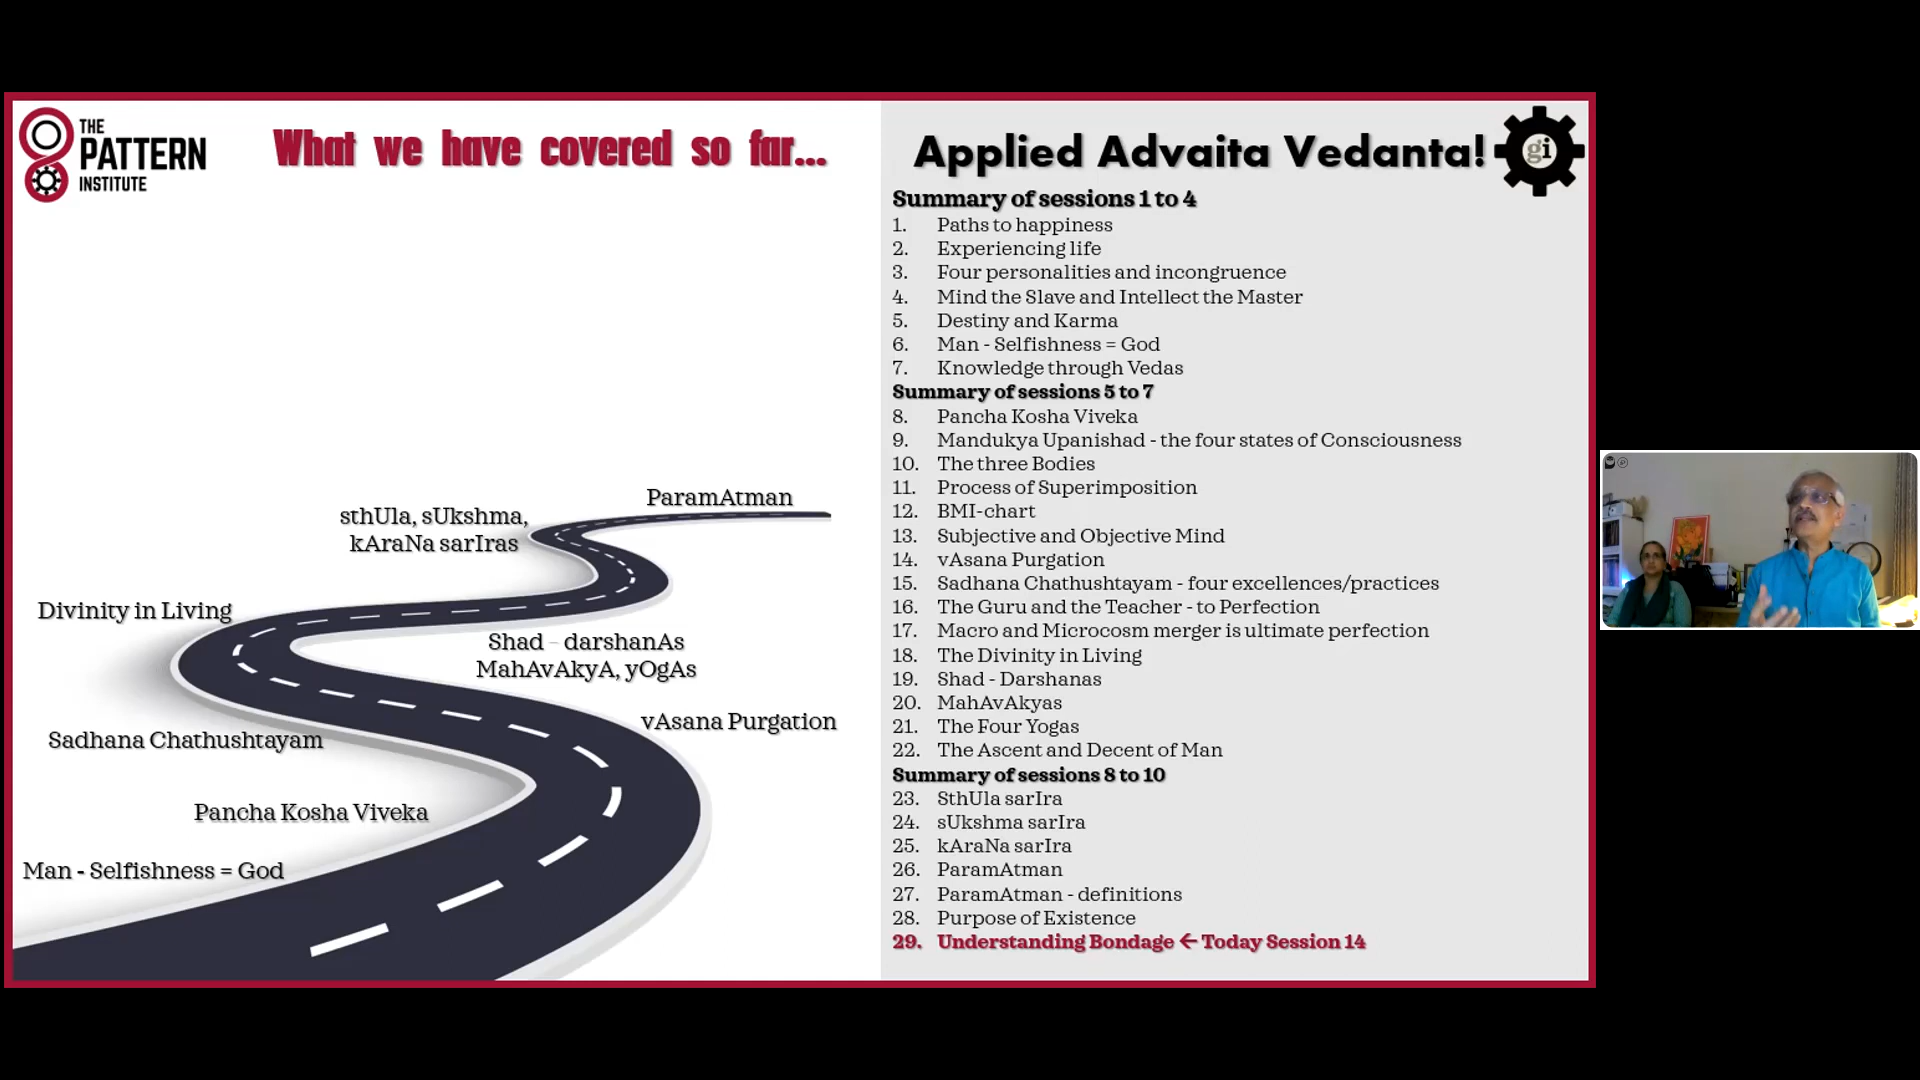 THE
PATTERN
INSTITUTE
What we have covered so far...
ParamAtman
sthUla, sUkshma,
kAraNa sarIras
Divinity in Living
Shad - darshanAs
MahAvAkyA, yOgAs
vAsana Purgation
Sadhana Chathushtayam
Pancha Kosha Viveka
Man - Selfishness = God
Applied Advaita Vedanta!
gi
Summary of sessions 1 to 4
1. Paths to happiness
2. Experiencing life
3. Four personalities and incongruence
4. Mind the Slave and Intellect the Master
5. Destiny and Karma
6. Man - Selfishness = God
7. Knowledge through Vedas
Summary of sessions 5 to 7
8. Pancha Kosha Viveka
9. Mandukya Upanishad - the four states of Consciousness
10. The three Bodies
11. Process of Superimposition
12. BMI-chart
13. Subjective and Objective Mind
14. vAsana Purgation
15. Sadhana Chathushtayam - four excellences/practices
16. The Guru and the Teacher - to Perfection
17. Macro and Microcosm merger is ultimate perfection
18. The Divinity in Living
19. Shad - Darshanas
20. MahAvAkyas
21. The Four Yogas
22. The Ascent and Decent of Man
Summary of sessions 8 to 10
23. SthUla sarIra
24. sUkshma sarIra
25. kAraNa sarIra
26. ParamAtman
27. ParamAtman - definitions
28. Purpose of Existence
29. Understanding Bondage ← Today Session 14